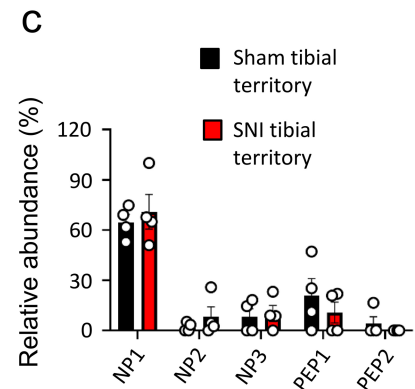 C
Sham tibial
territory
SNI tibial
territory
Relative abundance (%)
120
90
60
30
0
NP1
NP2
NP3
PEP1
PEP2